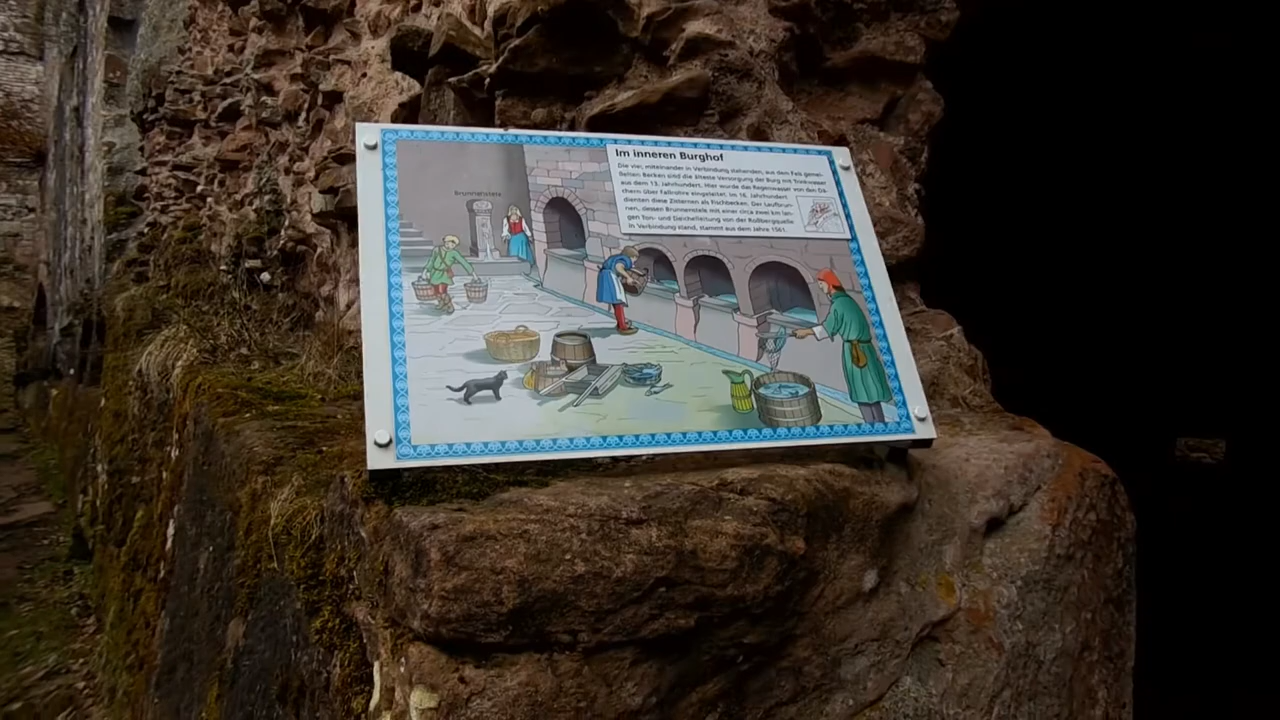 Im inneren Burghof
Die vier, miteinander in Verbindung stehenden, aus dem Fels gemei-
ßelten Becken sind die älteste Versorgung der Burg mit Trinkwasser
aus dem 13. Jahrhundert. Hier wurde das Regenwasser von den Dä-
chern über Fallrohre eingeleitet. Im 16. Jahrhundert
dienten diese Zisternen als Fischbecken. Der Laufbrun-
nen, dessen Brunnenstele mit einer circa zwei km lan-
gen Ton- und Deichelleitung von der Roßbergquelle
in Verbindung stand, stammt aus dem Jahre 1561.
Brunnenstele